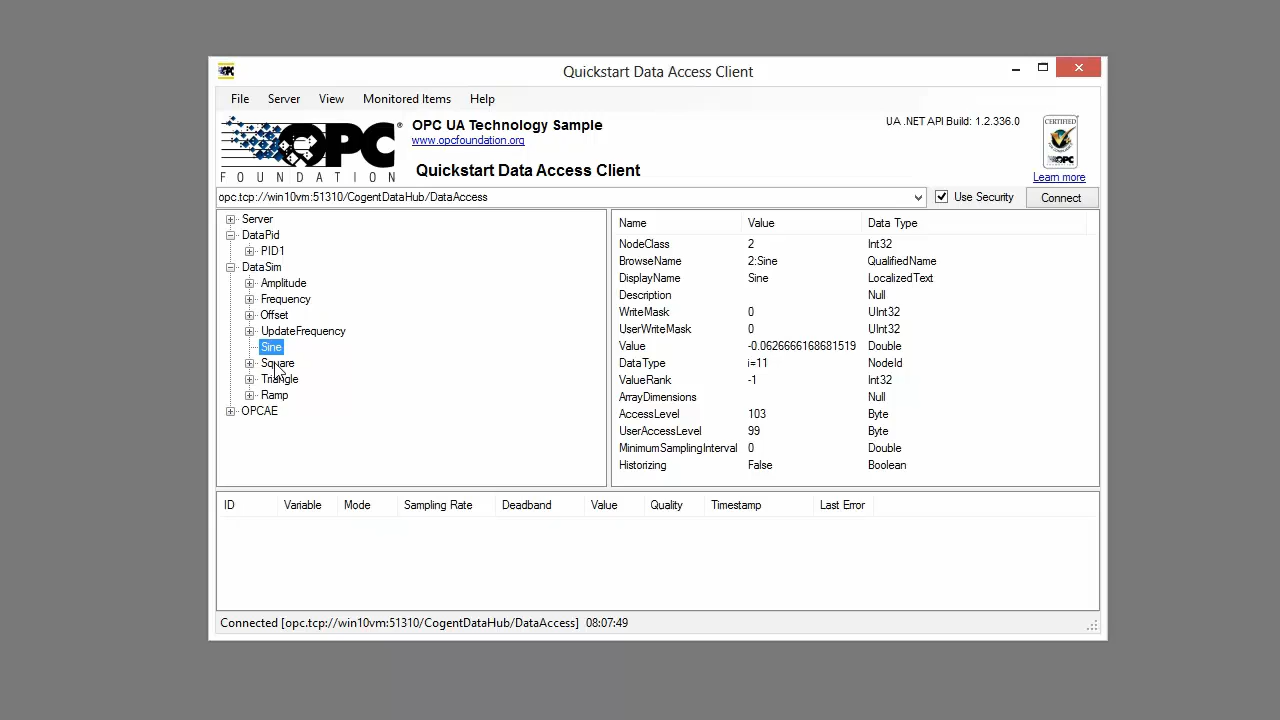 Quickstart Data Access Client
File Server View Monitored Items Help
OPC ®
FOUNDATION
OPC UA Technology Sample
www.opcfoundation.org
Quickstart Data Access Client
UA .NET API Build: 1.2.336.0
CERTIFIED
OPC
Learn more
opc.tcp://win10vm:51310/CogentDataHub/DataAccess
Use Security
Connect
Server
DataPid
PID1
DataSim
Amplitude
Frequency
Offset
UpdateFrequency
Sine
Square
Triangle
Ramp
OPCAE
Name Value Data Type
NodeClass 2 Int32
BrowseName 2:Sine QualifiedName
DisplayName Sine LocalizedText
Description Null
WriteMask 0 UInt32
UserWriteMask 0 UInt32
Value -0.0626666168681519 Double
DataType i=11 NodeId
ValueRank -1 Int32
ArrayDimensions Null
AccessLevel 103 Byte
UserAccessLevel 99 Byte
MinimumSamplingInterval 0 Double
Historizing False Boolean
ID Variable Mode Sampling Rate Deadband Value Quality Timestamp Last Error
Connected [opc.tcp://win10vm:51310/CogentDataHub/DataAccess] 08:07:49